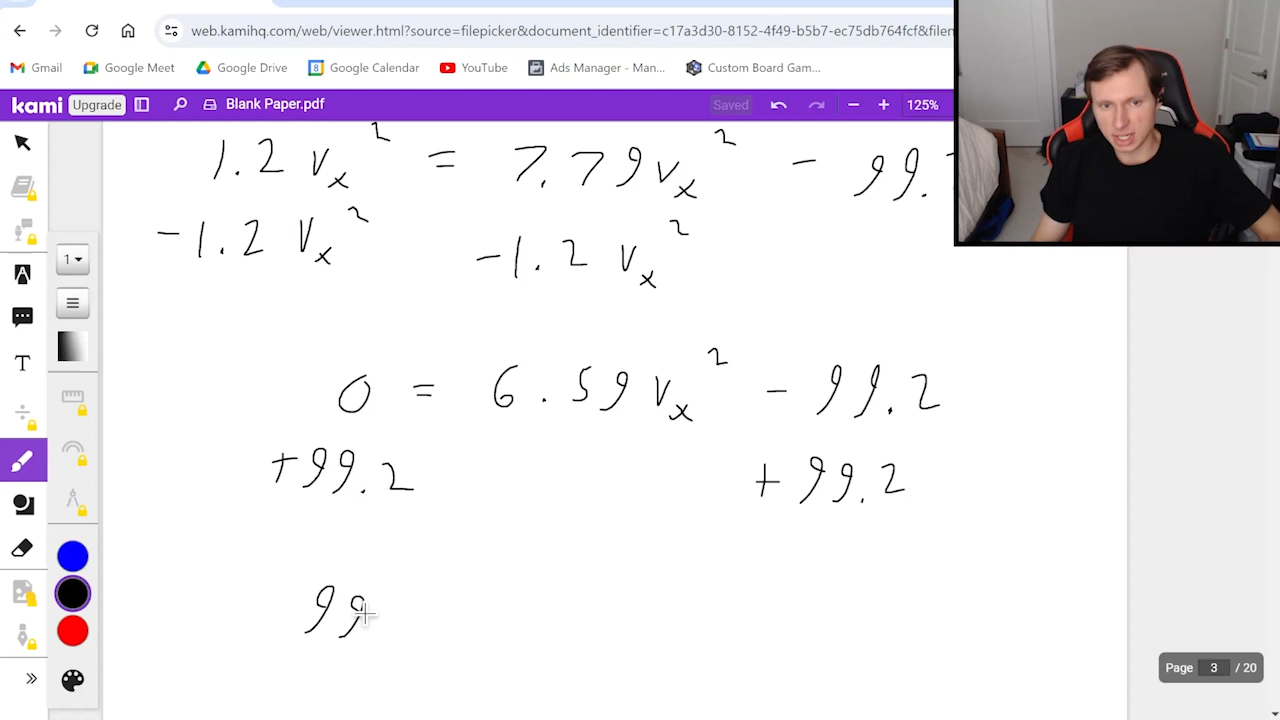 web.kamihq.com/web/viewer.html?source=filepicker&document_identifier=c17a3d30-8152-4f49-b5b7-ec75db764fcf&filen
Gmail Google Meet Google Drive 8 Google Calendar YouTube Ads Manager - Man... Custom Board Gam...
kami Upgrade Blank Paper.pdf Saved 125%
1.2 vₓ² = 7.79vₓ² - 99.
-1.2 vₓ² -1.2 vₓ²
1
0 = 6.59 vₓ² - 99.2
+99.2 + 99.2
99
Page 3 / 20